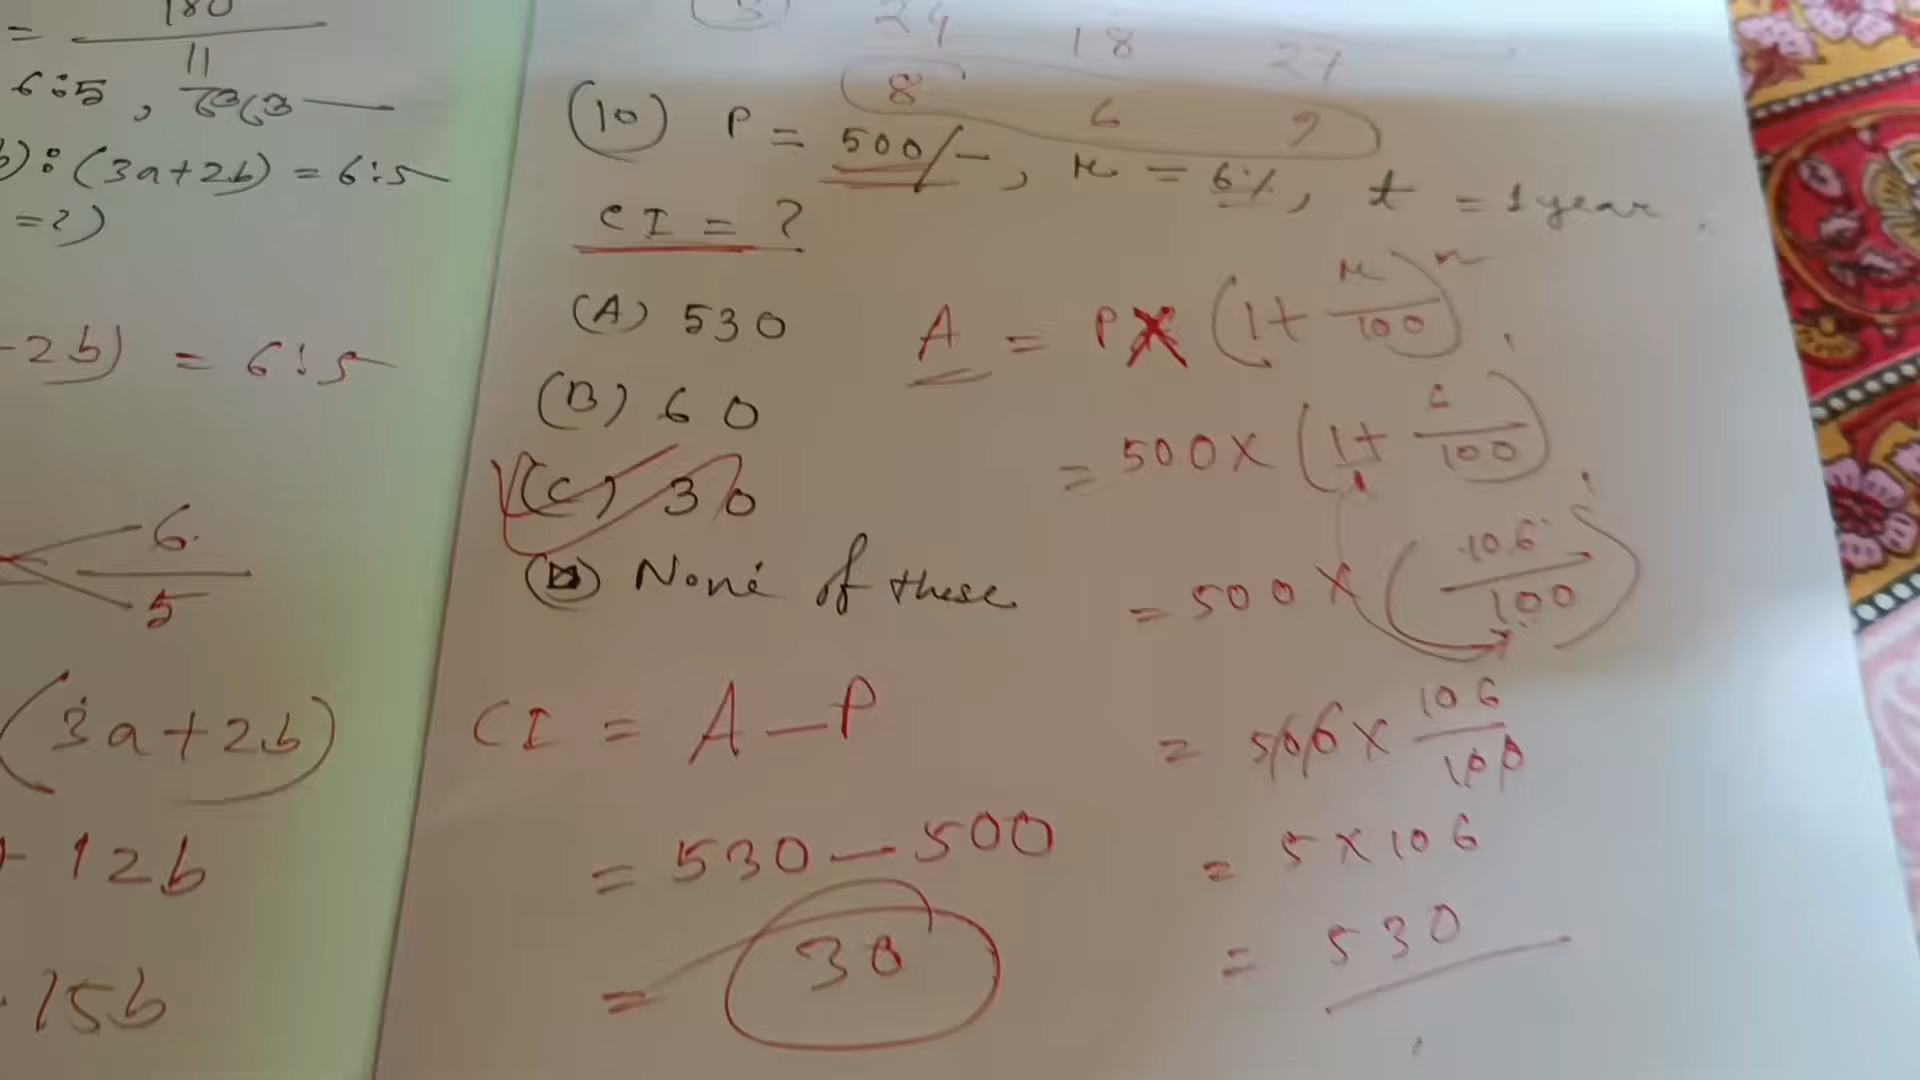 = 180/11
6:5,
b):(3a+2b) = 6:5
=?)
-2b) = 6:5
6
5
(3a+2b)
+12b
15b
24 18 27
8 6 9
(10) P = 500/-, r = 6%, t = 1 year.
CI = ?
(A) 530
(B) 60
(C) 30
(D) None of these
A = P X (1+ r/100)^n
= 500 X (1+ 6/100)^1
= 500 X (106/100)^1
= 500 X 106/100
= 5 X 106
= 530
CI = A - P
= 530 - 500
= 30